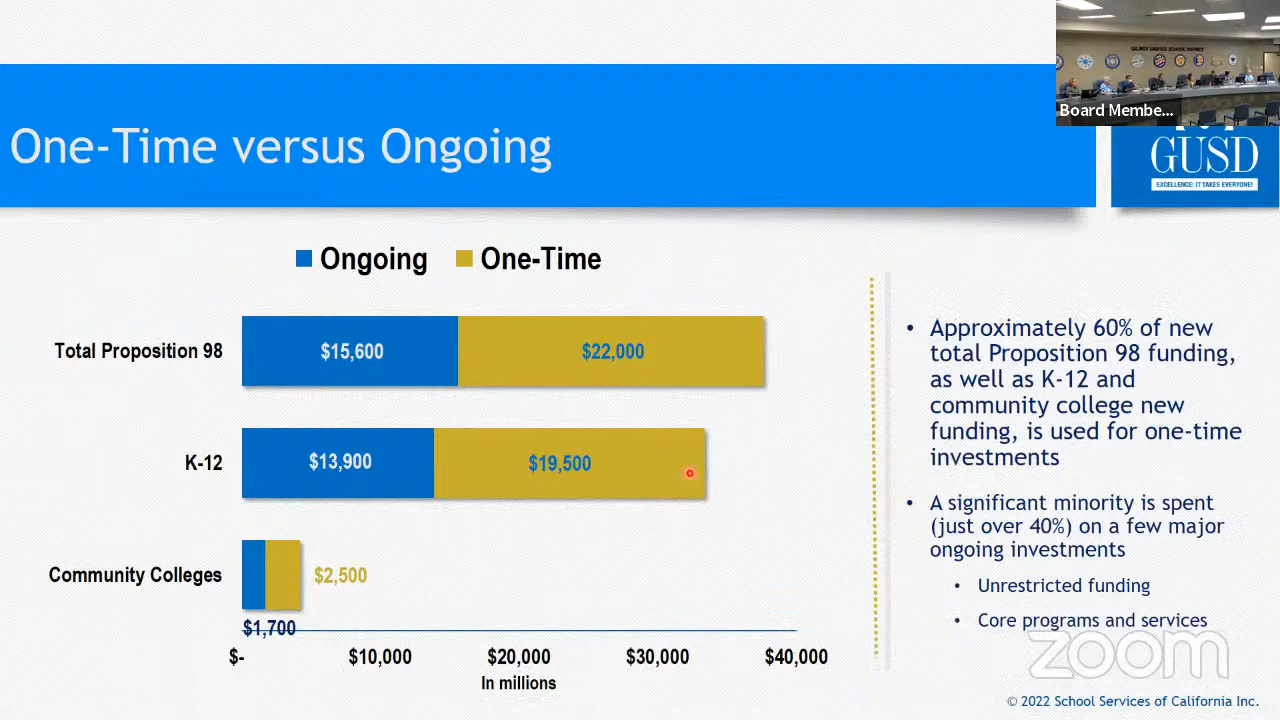 GILROY UNIFIED SCHOOL DISTRICT
Board Membe...
One-Time versus Ongoing
GUSD
EXCELLENCE: IT TAKES EVERYONE!
Ongoing One-Time
Total Proposition 98 $15,600 $22,000
K-12 $13,900 $19,500
Community Colleges $2,500
$1,700
$- $10,000 $20,000 $30,000 $40,000
In millions
• Approximately 60% of new
total Proposition 98 funding,
as well as K-12 and
community college new
funding, is used for one-time
investments
• A significant minority is spent
(just over 40%) on a few major
ongoing investments
• Unrestricted funding
• Core programs and services
zoom
© 2022 School Services of California Inc.